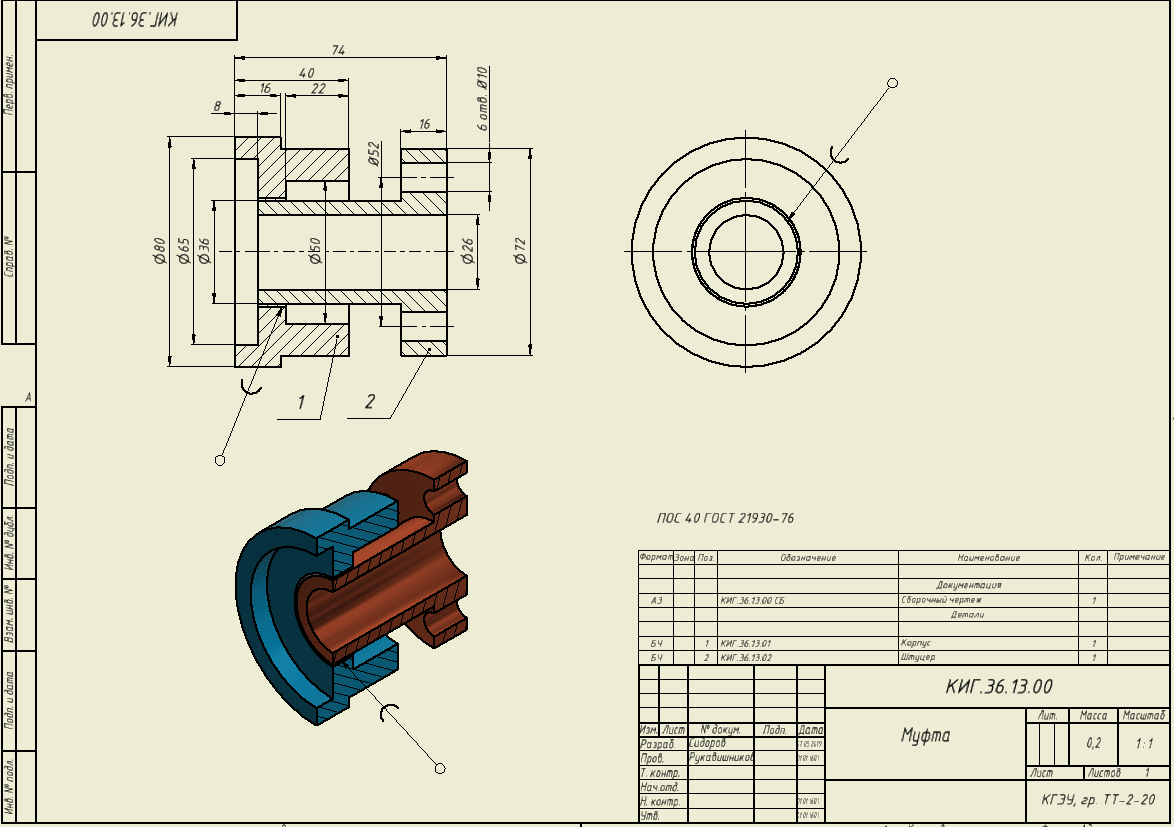 КИГ.36.13.00
Перв. примен.
Справ. №
А
Подп. и дата
Инв. № дубл.
Взам. инв. №
Подп. и дата
Инв. № подл.
74
40
16
22
8
16
6 отв. Ø10
Ø52
Ø80
Ø65
Ø36
Ø50
Ø26
Ø72
1
2
ПОС 40 ГОСТ 21930-76
Формат Зона Поз. Обозначение Наименование Кол. Примечание
Документация
А3 КИГ.36.13.00 СБ Сборочный чертеж 1
Детали
БЧ 1 КИГ.36.13.01 Корпус 1
БЧ 2 КИГ.36.13.02 Штуцер 1
КИГ.36.13.00
Муфта
Лит. Масса Масштаб
0,2 1:1
Лист Листов 1
КГЭУ, гр. ТТ-2-20
Изм. Лист № докум. Подп. Дата
Разраб. Сидоров
Пров. Рукавишников
Т. контр.
Нач.отд.
Н. контр.
Утв.